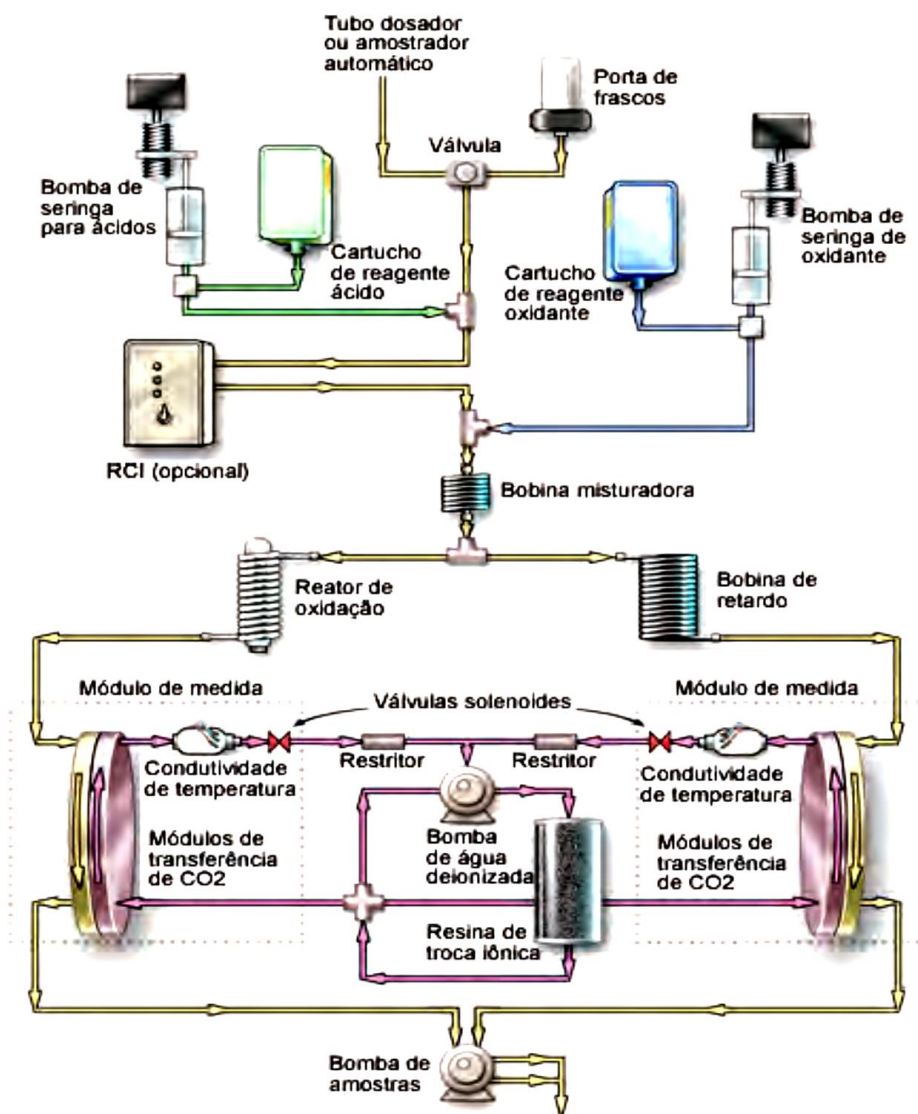 Tubo dosador
ou amostrador
automático
Porta de
frascos
Válvula
Bomba de
seringa
para ácidos
Cartucho
de reagente
ácido
Cartucho
de reagente
oxidante
Bomba de
seringa de
oxidante
RCI (opcional)
Bobina misturadora
Reator de
oxidação
Bobina de
retardo
Módulo de medida
Válvulas solenoides
Módulo de medida
Restritor
Restritor
Condutividade
de temperatura
Condutividade
de temperatura
Bomba
de água
deionizada
Módulos de
transferência
de CO2
Módulos de
transferência
de CO2
Resina de
troca iônica
Bomba de
amostras